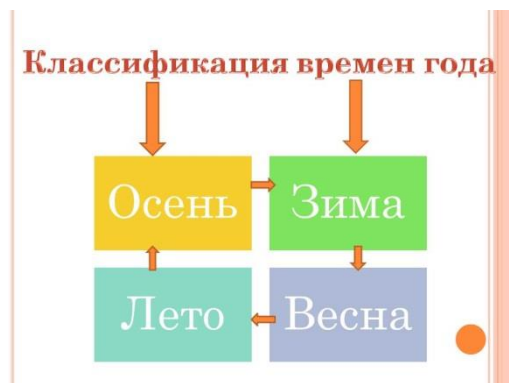 Классификация времен года
Осень
Зима
Лето
Весна